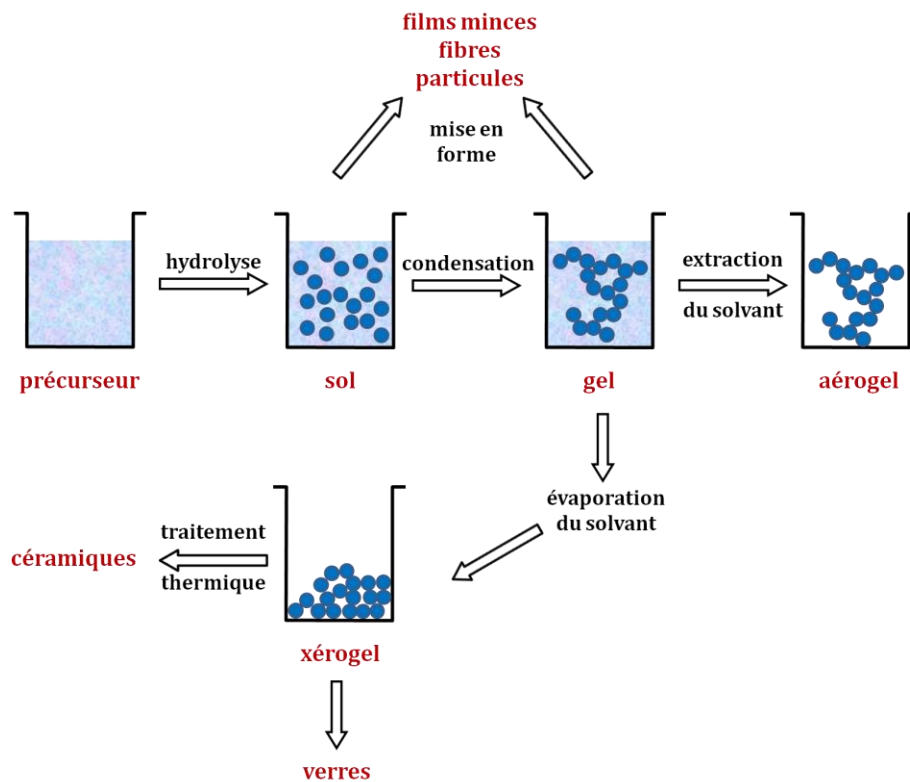 films minces
fibres
particules
mise en
forme
hydrolyse
condensation
extraction
du solvant
précurseur
sol
gel
aérogel
évaporation
du solvant
traitement
thermique
céramiques
xérogel
verres